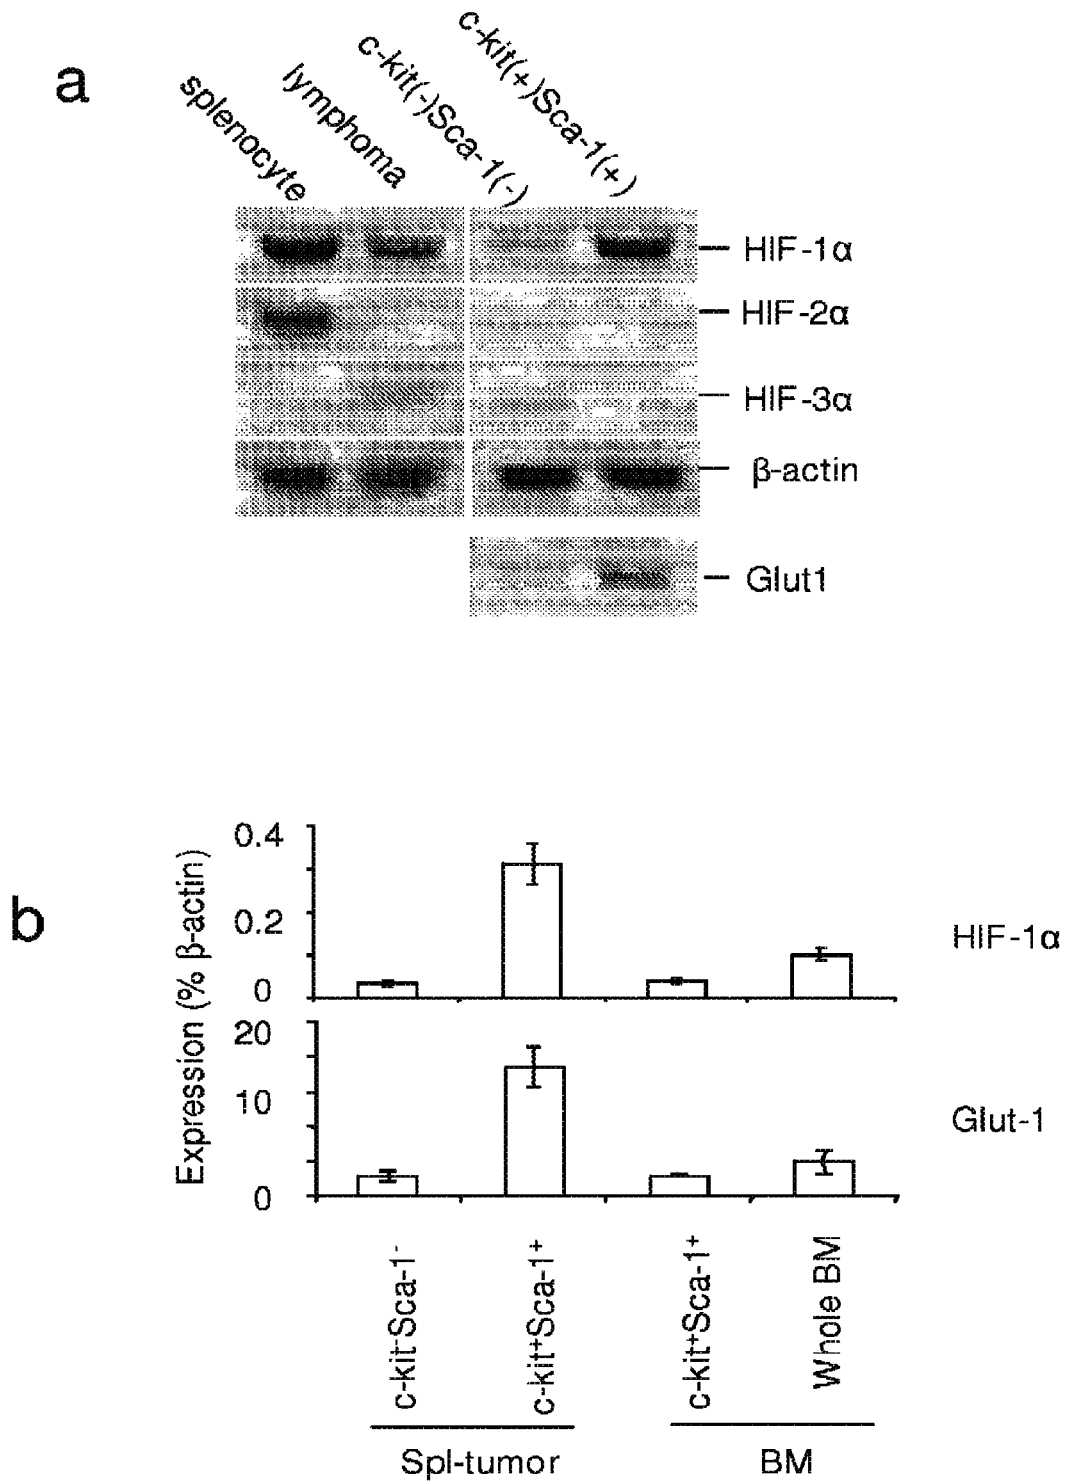 a
splenocyte
lymphoma
c-kit(-)Sca-1(-)
c-kit(+)Sca-1(+)
HIF-1α
HIF-2α
HIF-3α
β-actin
Glut1
b
Expression (% β-actin)
0.4
0.2
0
HIF-1α
20
10
0
Glut-1
c-kit⁻Sca-1⁻
c-kit⁺Sca-1⁺
c-kit⁺Sca-1⁺
Whole BM
Spl-tumor
BM